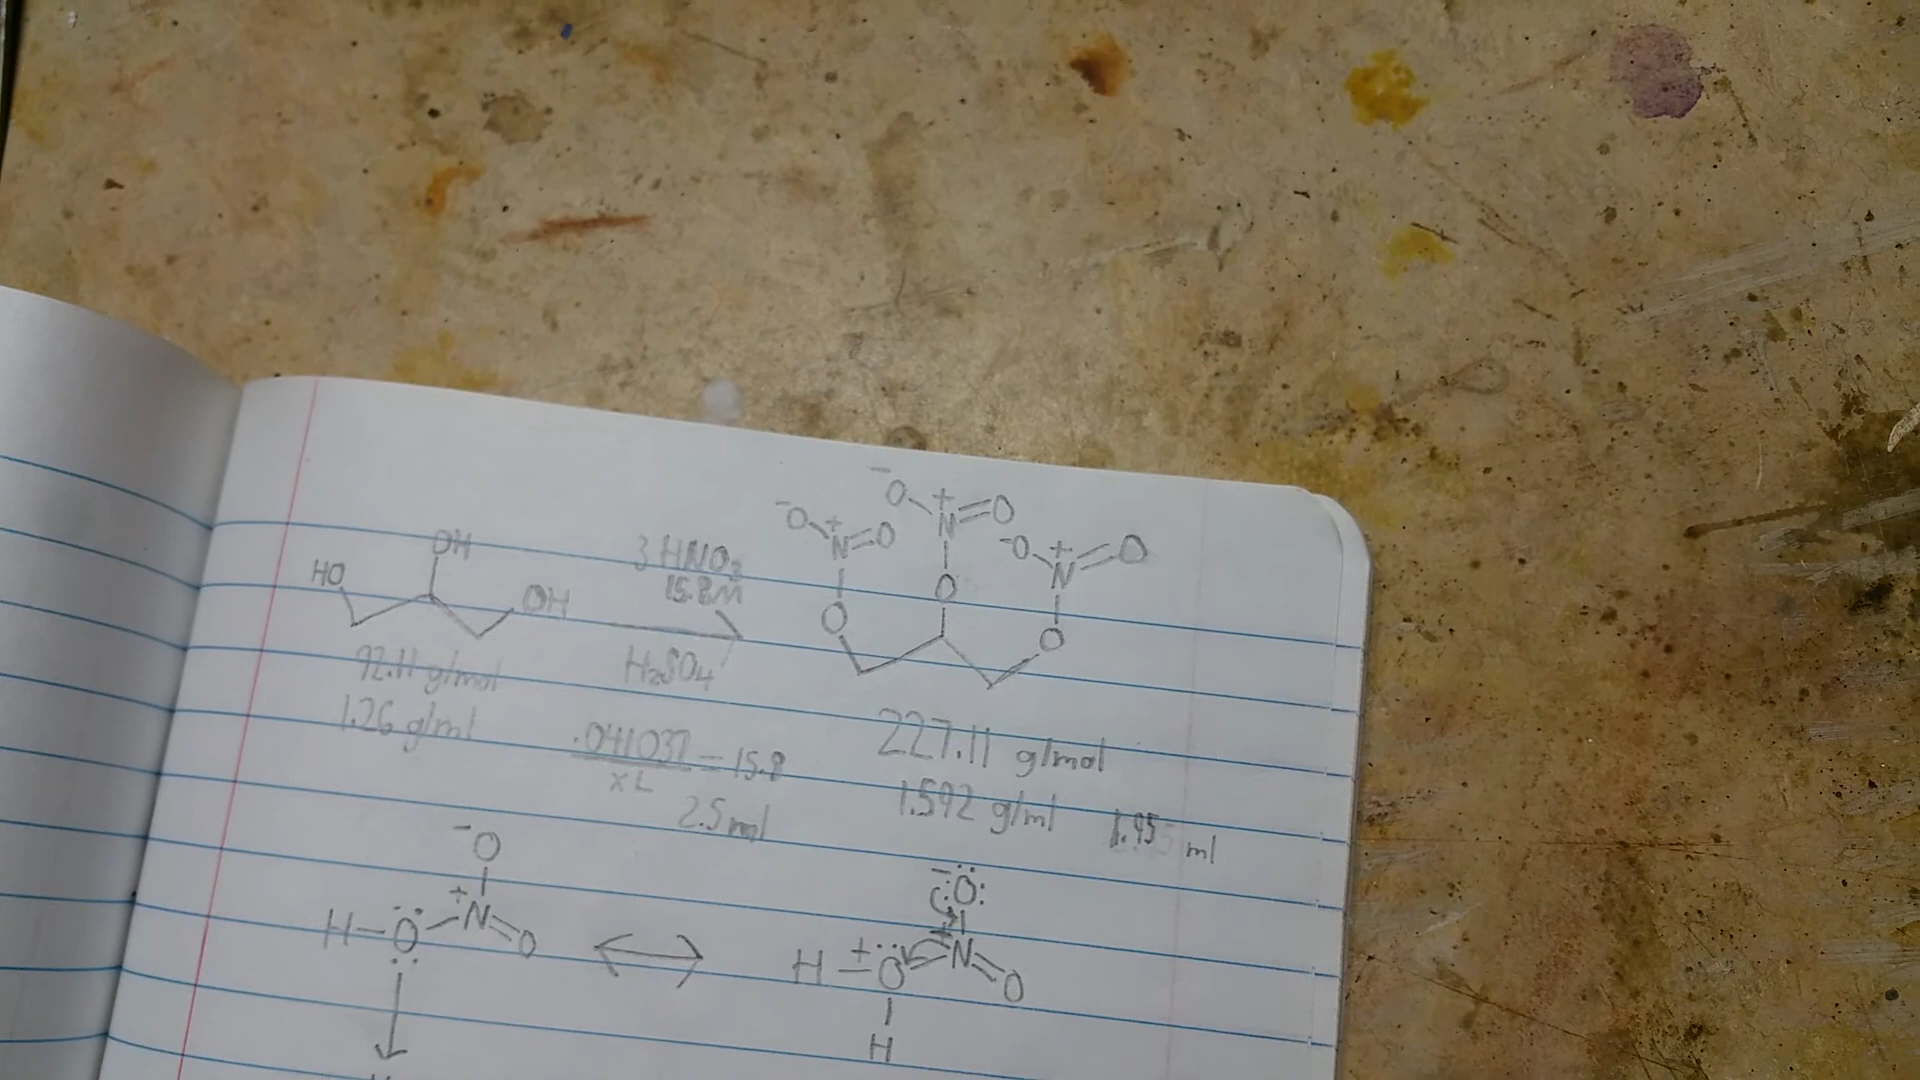 ⁻O N⁺ =O
⁻O N⁺ =O
⁻O N⁺ =O
HO OH OH
3 HNO₃
15.8M
H₂SO₄
O O O
92.11 g/mol
1.26 g/ml
.041037 / x L = 15.8
2.5 ml
227.11 g/mol
1.592 g/ml
ml
⁻O
H–O–N⁺=O
⁻:O:
H O N O
H